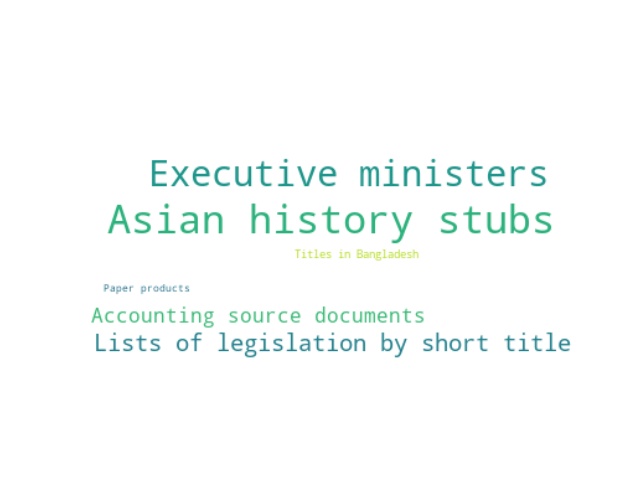 Executive ministers
Asian history stubs
Titles in Bangladesh
Paper products
Accounting source documents
Lists of legislation by short title